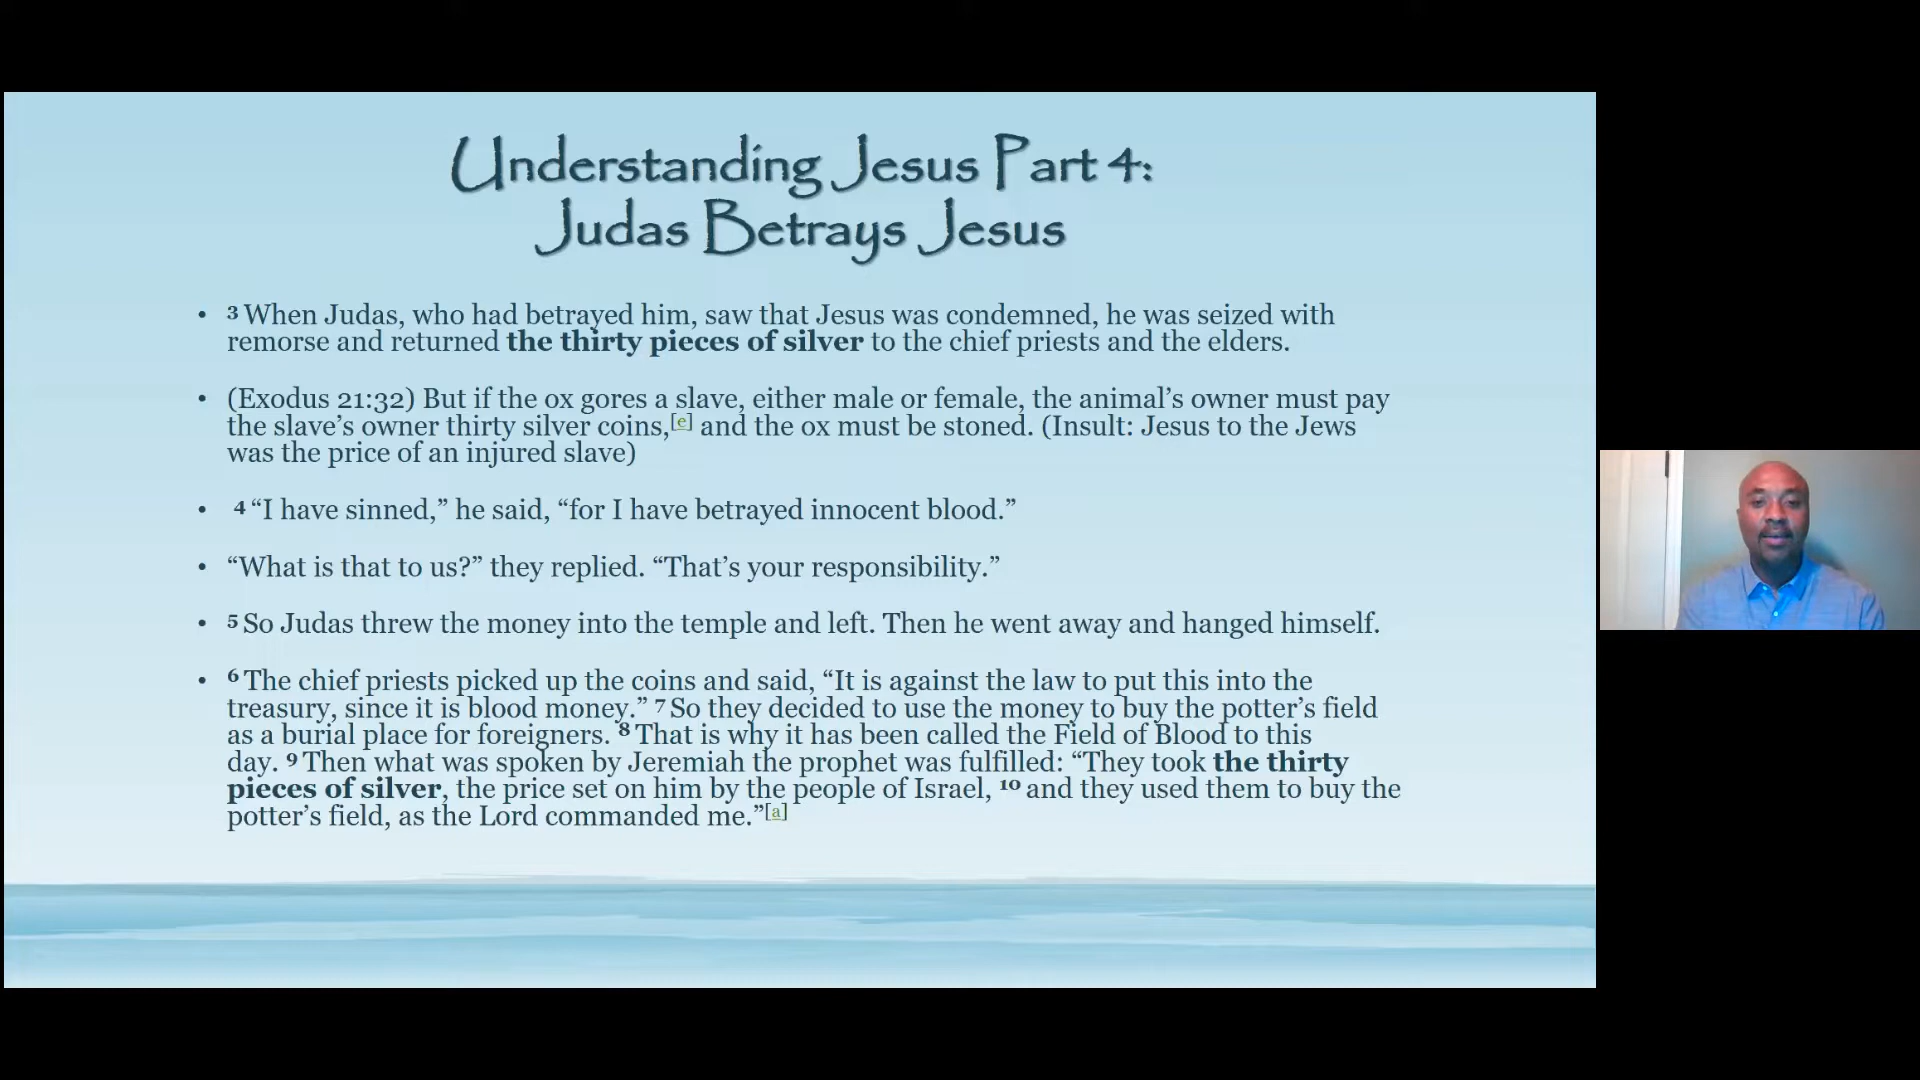 Understanding Jesus Part 4:
Judas Betrays Jesus
• 3 When Judas, who had betrayed him, saw that Jesus was condemned, he was seized with
remorse and returned the thirty pieces of silver to the chief priests and the elders.
• (Exodus 21:32) But if the ox gores a slave, either male or female, the animal’s owner must pay
the slave’s owner thirty silver coins,[e] and the ox must be stoned. (Insult: Jesus to the Jews
was the price of an injured slave)
• 4 “I have sinned,” he said, “for I have betrayed innocent blood.”
• “What is that to us?” they replied. “That’s your responsibility.”
• 5 So Judas threw the money into the temple and left. Then he went away and hanged himself.
• 6 The chief priests picked up the coins and said, “It is against the law to put this into the
treasury, since it is blood money.” 7 So they decided to use the money to buy the potter’s field
as a burial place for foreigners. 8 That is why it has been called the Field of Blood to this
day. 9 Then what was spoken by Jeremiah the prophet was fulfilled: “They took the thirty
pieces of silver, the price set on him by the people of Israel, 10 and they used them to buy the
potter’s field, as the Lord commanded me.”[a]